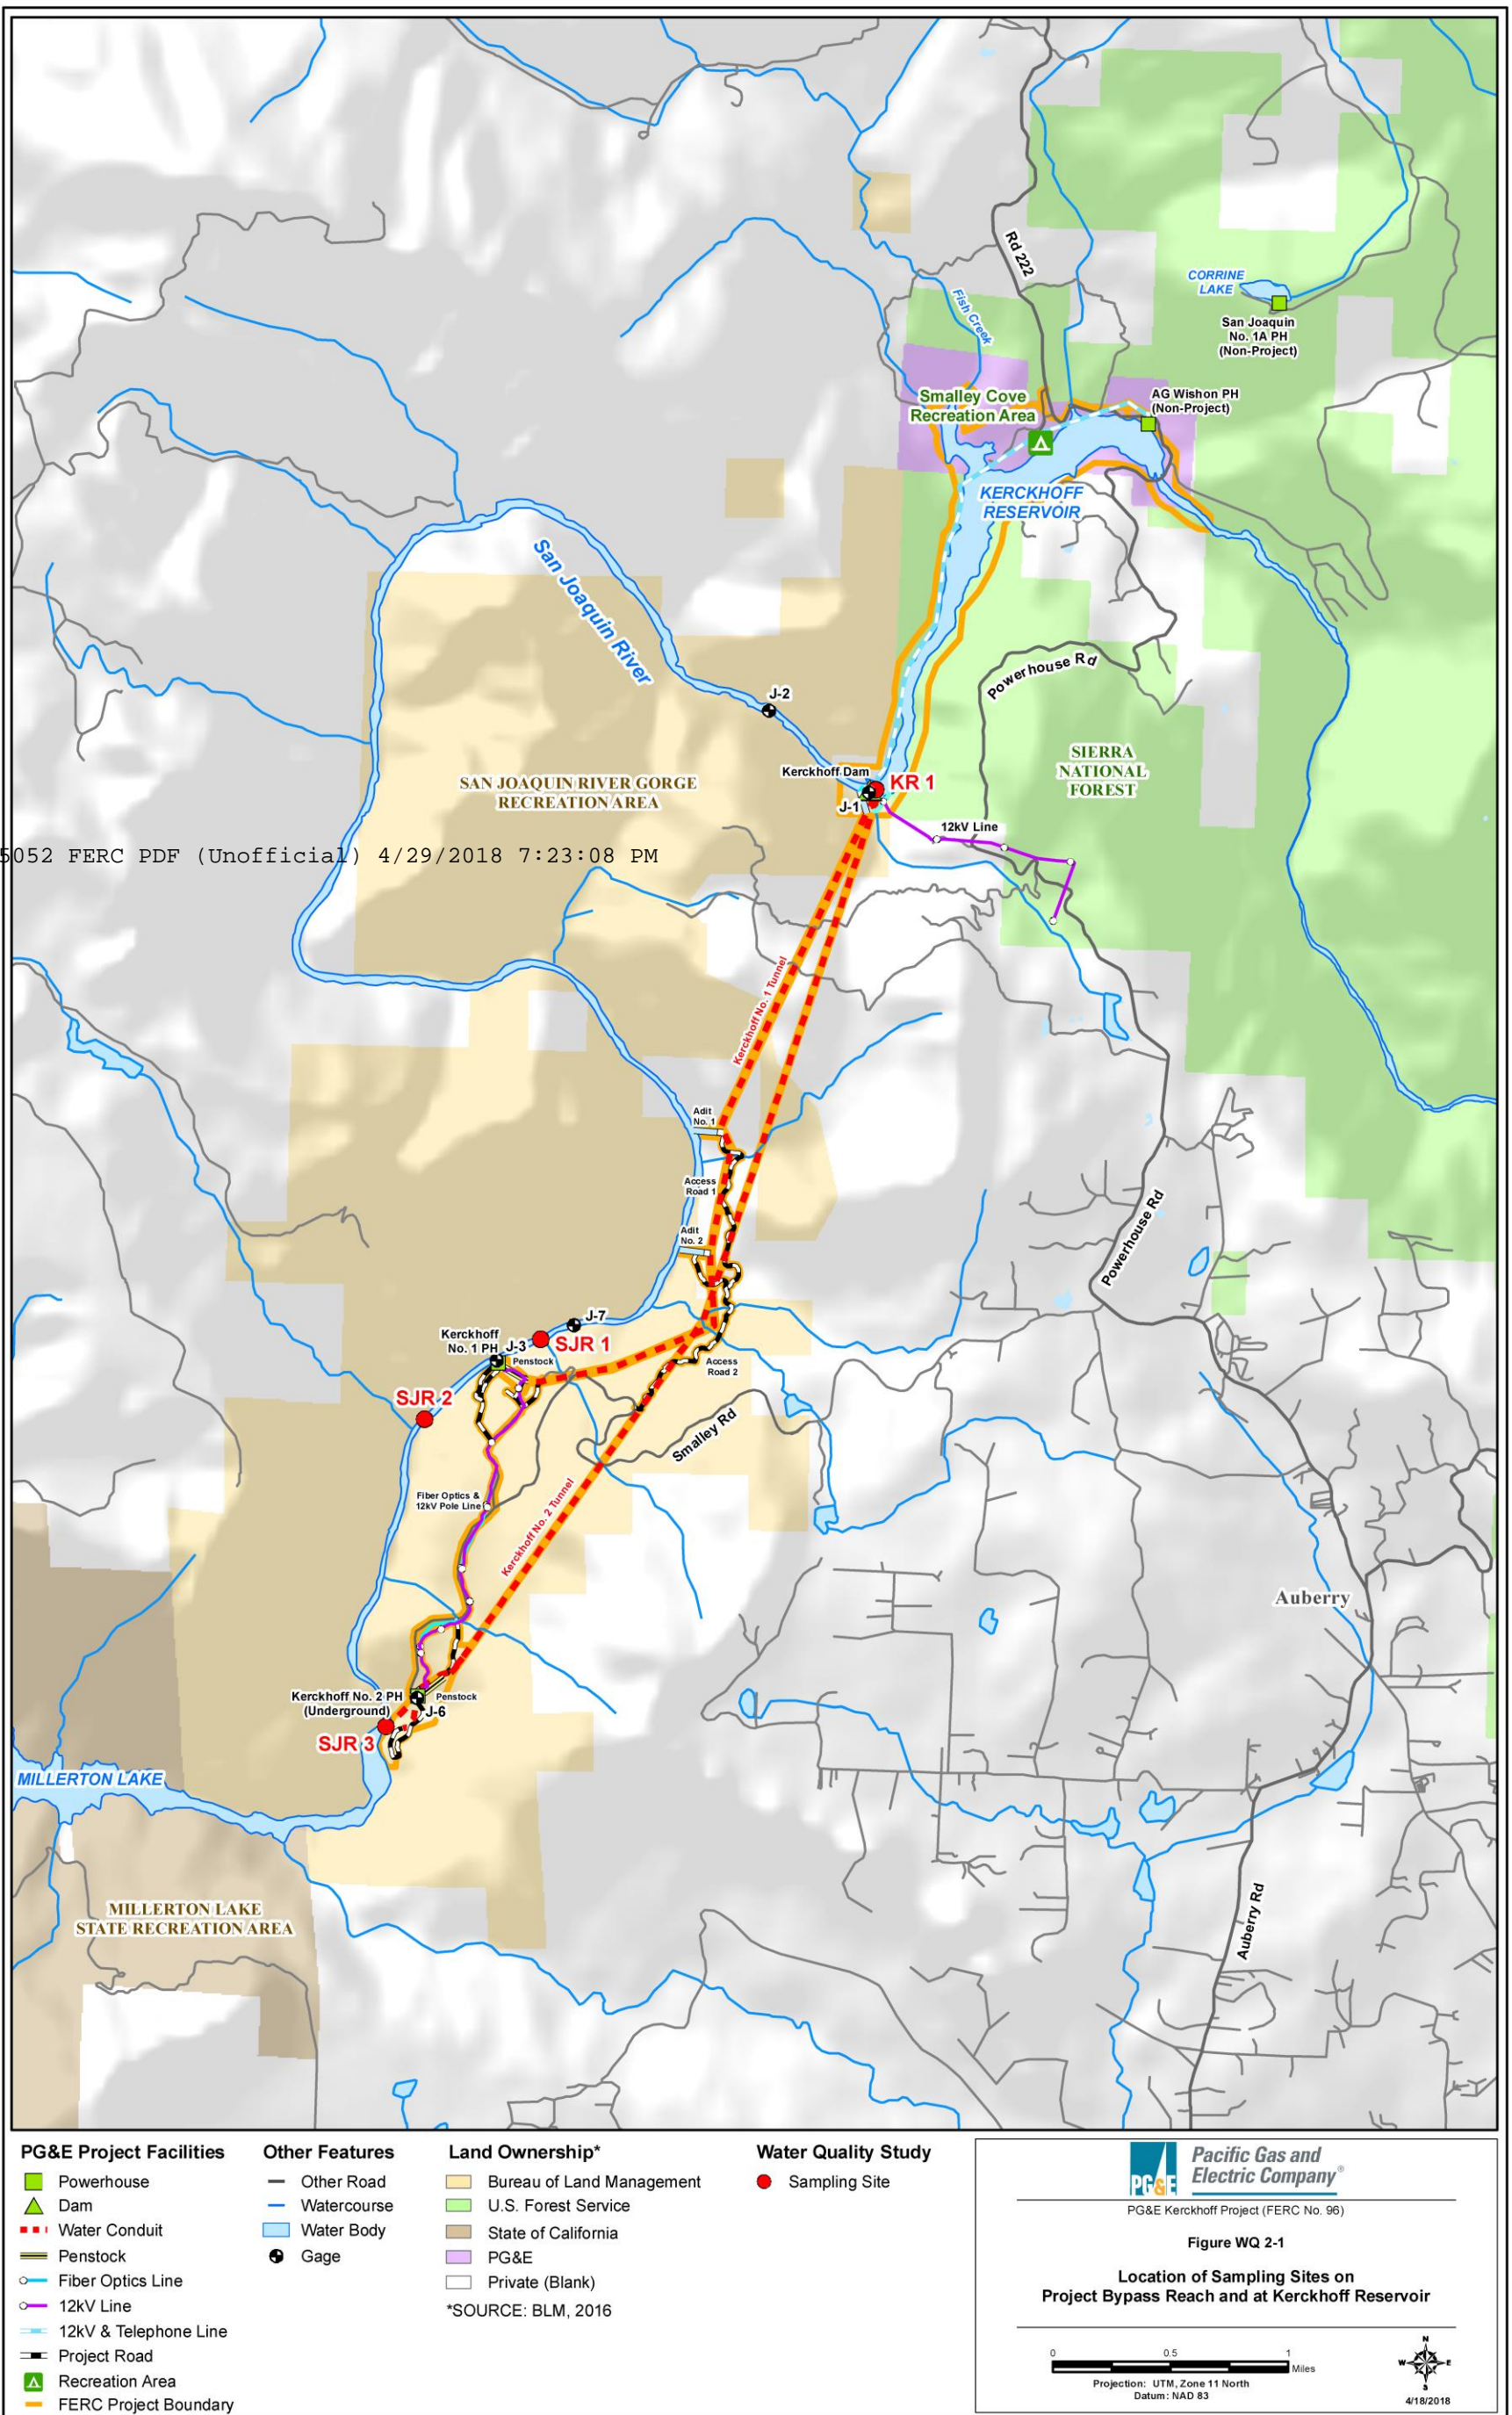 Rd 222
Fish Creek
CORRINE
LAKE
San Joaquin
No. 1A PH
(Non-Project)
Smalley Cove
Recreation Area
AG Wishon PH
(Non-Project)
KERCKHOFF
RESERVOIR
San Joaquin River
Powerhouse Rd
J-2
SIERRA
NATIONAL
FOREST
Kerckhoff Dam
KR 1
J-1
SAN JOAQUIN RIVER GORGE
RECREATION AREA
12kV Line
5052 FERC PDF (Unofficial) 4/29/2018 7:23:08 PM
Kerckhoff No. 1 Tunnel
Adit
No. 1
Access
Road 1
Adit
No. 2
Powerhouse Rd
J-7
Kerckhoff
No. 1 PH
J-3
SJR 1
Penstock
Access
Road 2
SJR 2
Smalley Rd
Fiber Optics &
12kV Pole Line
Kerckhoff No. 2 Tunnel
Auberry
Kerckhoff No. 2 PH
(Underground)
Penstock
J-6
SJR 3
MILLERTON LAKE
MILLERTON LAKE
STATE RECREATION AREA
Auberry Rd
PG&E Project Facilities
Powerhouse
Dam
Water Conduit
Penstock
Fiber Optics Line
12kV Line
12kV & Telephone Line
Project Road
Recreation Area
FERC Project Boundary
Other Features
Other Road
Watercourse
Water Body
Gage
Land Ownership*
Bureau of Land Management
U.S. Forest Service
State of California
PG&E
Private (Blank)
*SOURCE: BLM, 2016
Water Quality Study
Sampling Site
PG&E
Pacific Gas and
Electric Company®
PG&E Kerckhoff Project (FERC No. 96)
Figure WQ 2-1
Location of Sampling Sites on
Project Bypass Reach and at Kerckhoff Reservoir
0 0.5 1
Miles
Projection: UTM, Zone 11 North
Datum: NAD 83
N
W E
S
4/18/2018